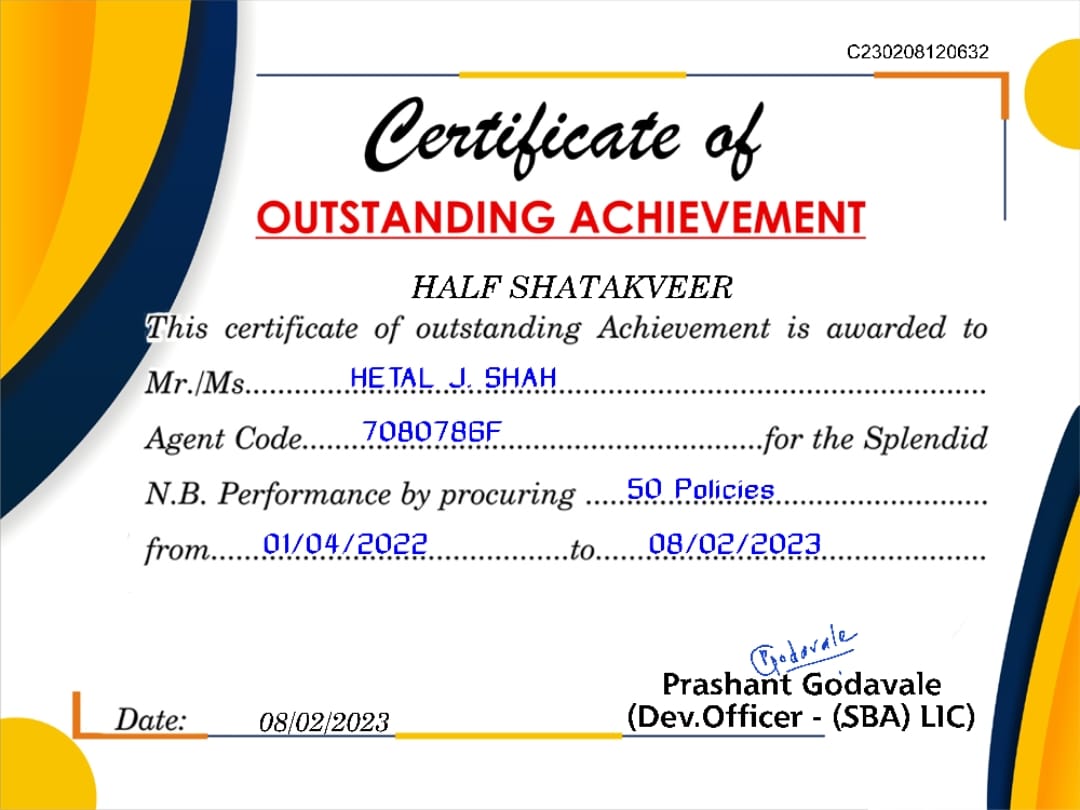 C230208120632
Certificate of
OUTSTANDING ACHIEVEMENT
HALF SHATAKVEER
This certificate of outstanding Achievement is awarded to
Mr./Ms..........HETAL J. SHAH..........
Agent Code..........7080786F..........for the Splendid
N.B. Performance by procuring .....50 Policies..........
from......01/04/2022..........to......08/02/2023..........
Godavale
Prashant Godavale
Date: 08/02/2023 (Dev.Officer - (SBA) LIC)